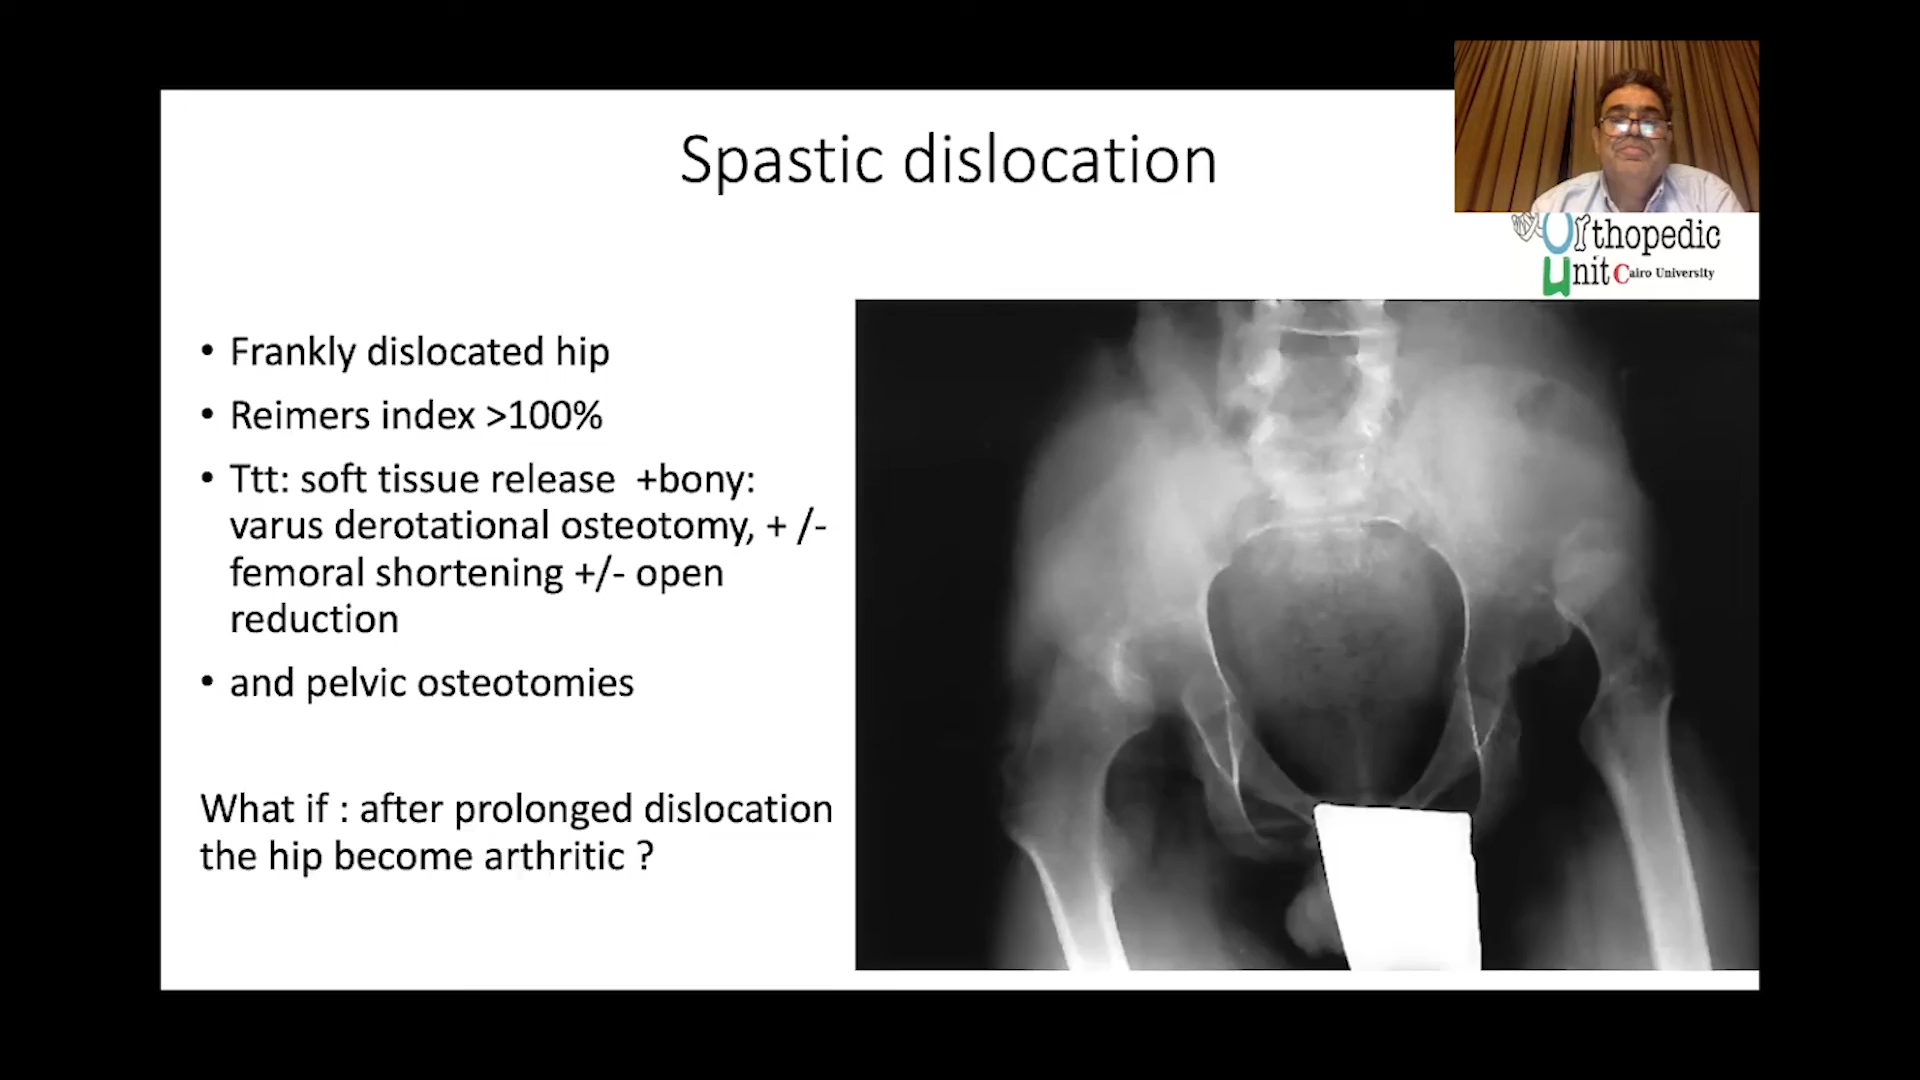 Spastic dislocation
Orthopedic
Unit Cairo University
• Frankly dislocated hip
• Reimers index >100%
• Ttt: soft tissue release  +bony:
varus derotational osteotomy, + /-
femoral shortening +/- open
reduction
• and pelvic osteotomies
What if : after prolonged dislocation
the hip become arthritic ?